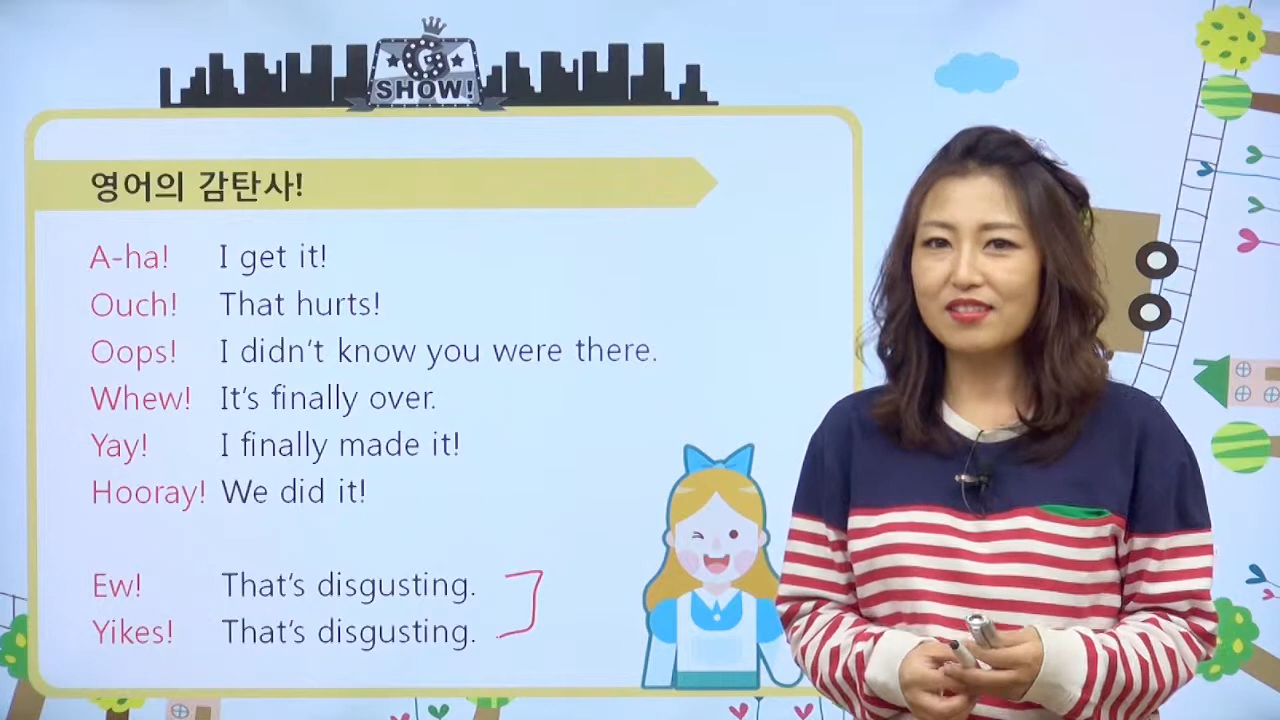 G
SHOW!
영어의 감탄사!
A-ha! I get it!
Ouch! That hurts!
Oops! I didn't know you were there.
Whew! It's finally over.
Yay! I finally made it!
Hooray! We did it!
Ew! That's disgusting.
Yikes! That's disgusting.